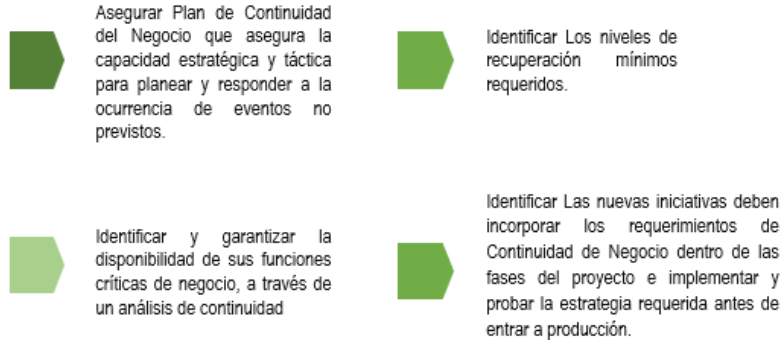 Asegurar Plan de Continuidad
del Negocio que asegura la
capacidad estratégica y táctica
para planear y responder a la
ocurrencia de eventos no
previstos.
Identificar Los niveles de
recuperación mínimos
requeridos.
Identificar y garantizar la
disponibilidad de sus funciones
críticas de negocio, a través de
un análisis de continuidad
Identificar Las nuevas iniciativas deben
incorporar los requerimientos de
Continuidad de Negocio dentro de las
fases del proyecto e implementar y
probar la estrategia requerida antes de
entrar a producción.